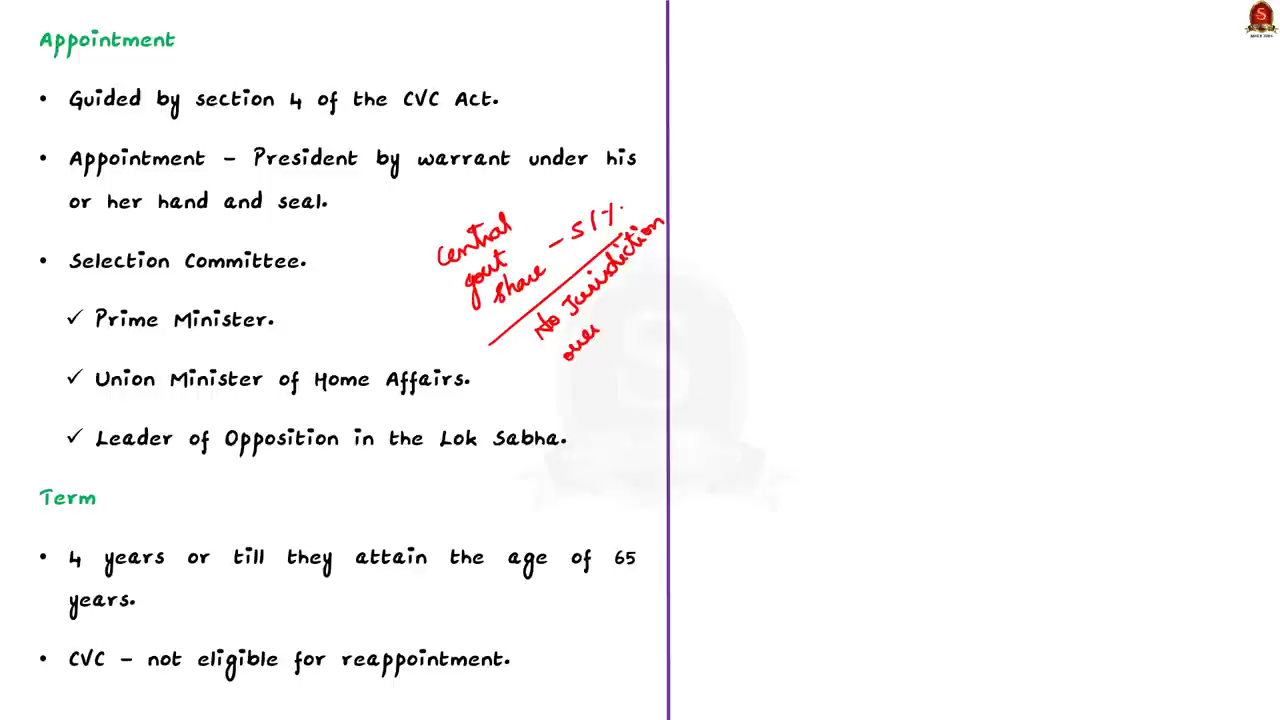 Appointment
• Guided by section 4 of the CVC Act.
• Appointment – President by warrant under his
or her hand and seal.
• Selection Committee.
✓ Prime Minister.
✓ Union Minister of Home Affairs.
✓ Leader of Opposition in the Lok Sabha.
Term
• 4 years or till they attain the age of 65
years.
• CVC – not eligible for reappointment.
Central
govt
share – 51%.
No Jurisdiction
over
S